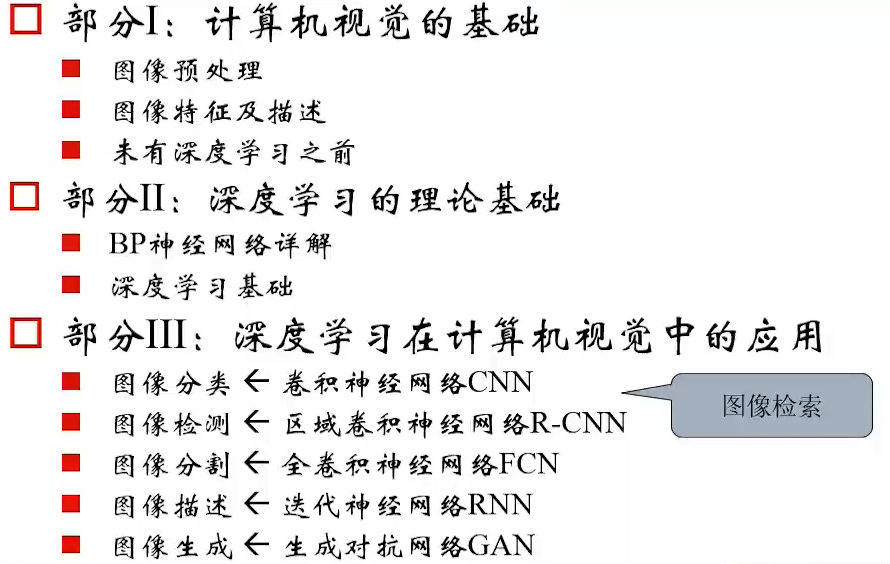 部分I：计算机视觉的基础
图像预处理
图像特征及描述
未有深度学习之前
部分II：深度学习的理论基础
BP神经网络详解
深度学习基础
部分III：深度学习在计算机视觉中的应用
图像分类 ← 卷积神经网络CNN
图像检索
图像检测 ← 区域卷积神经网络R-CNN
图像分割 ← 全卷积神经网络FCN
图像描述 ← 迭代神经网络RNN
图像生成 ← 生成对抗网络GAN